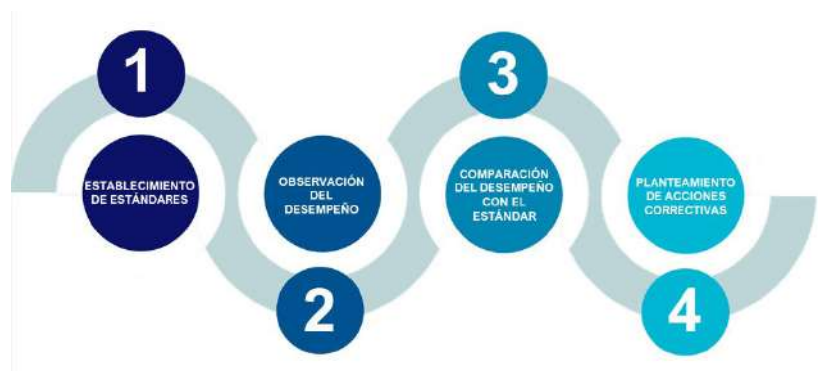 1
ESTABLECIMIENTO
DE ESTÁNDARES
OBSERVACIÓN
DEL
DESEMPEÑO
2
3
COMPARACIÓN
DEL DESEMPEÑO
CON EL
ESTÁNDAR
PLANTEAMIENTO
DE ACCIONES
CORRECTIVAS
4